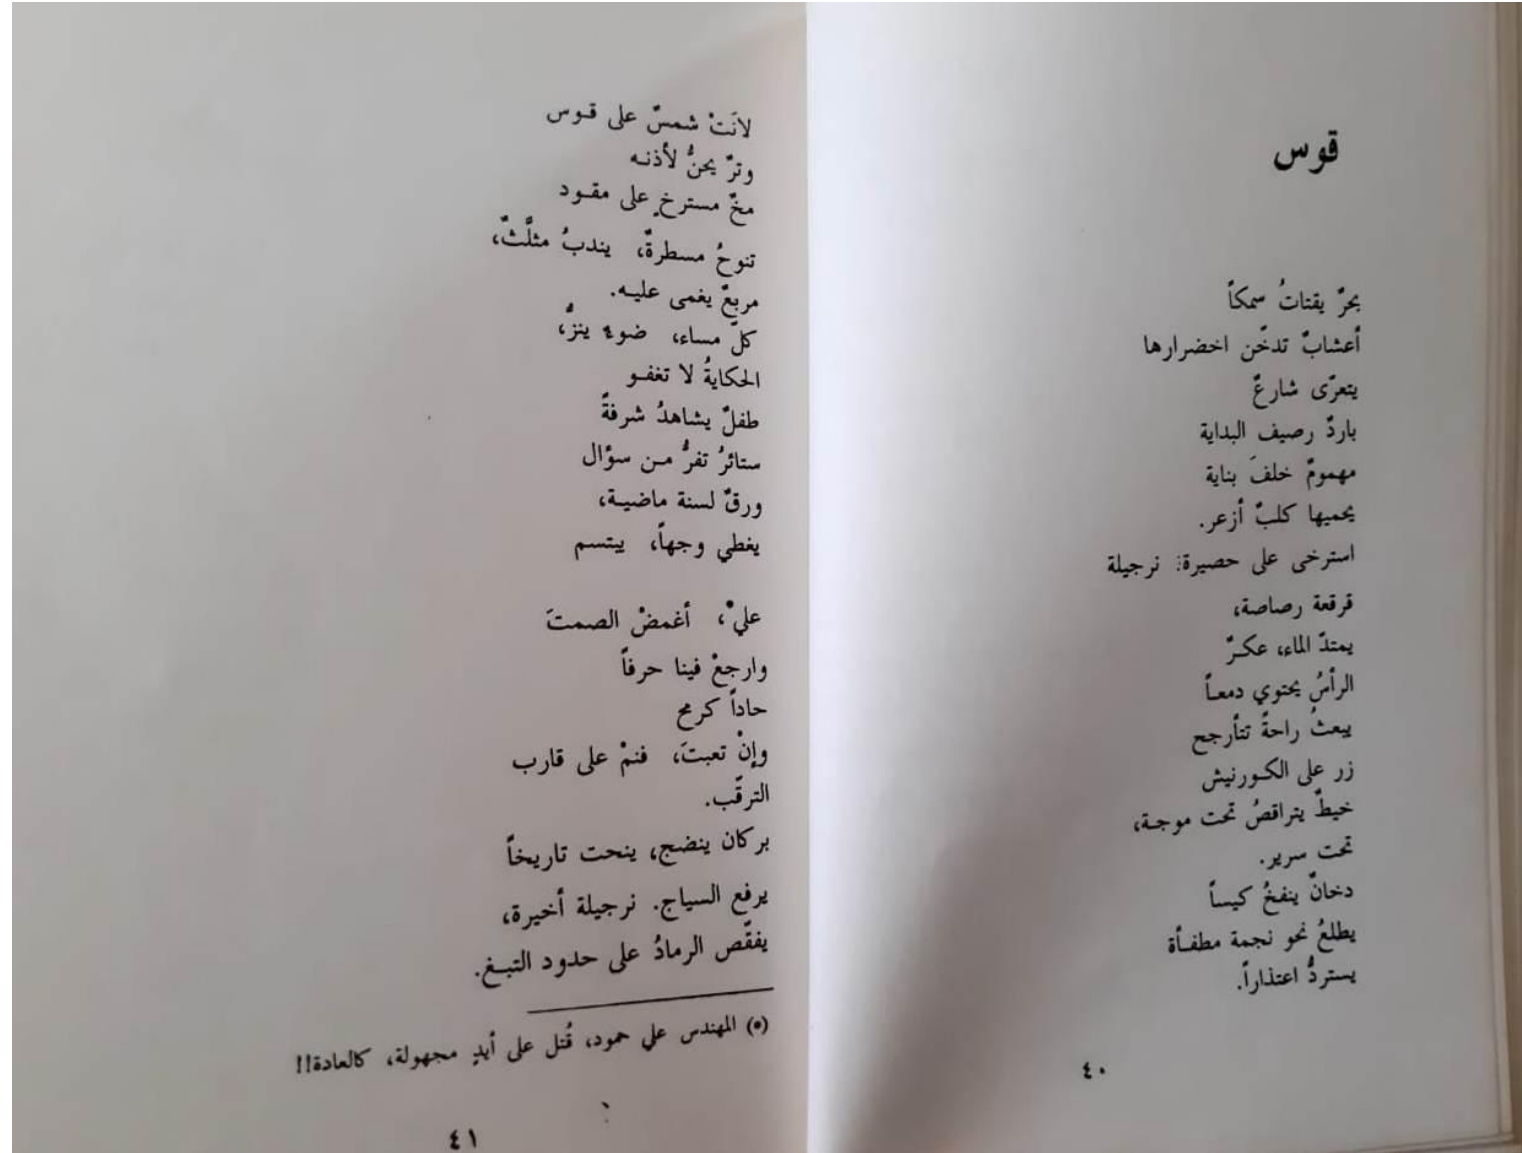 قوس
بحرٌ يقتاتُ سمكاً
أعشابٌ تدخّن اخضرارها
يتعرّى شارعٌ
باردٌ رصيف البداية
مهمومٌ خلفَ بناية
يحميها كلبٌ أزعر.
استرخى على حصيرة: نرجيلة
قرقعة رصاصة،
يمتدّ الماء، عكرٌ
الرأسُ يحتوي دمعاً
يبعثُ راحةً تتأرجح
زر على الكورنيش
خيطٌ يتراقصُ تحت موجة،
تحت سرير.
دخانٌ ينفخُ كيساً
يطلعُ نحو نجمة مطفأة
يستردُّ اعتذاراً.
٤٠
لانَتْ شمسٌ على قوس
وترٌ يحنُّ لأذنه
مخٌ مسترخٍ على مقود
تنوحُ مسطرةٌ، يندبُ مثلَّثٌ،
مربعٌ يغمى عليه.
كلّ مساء، ضوءٌ ينزُّ،
الحكايةُ لا تغفو
طفلٌ يشاهدُ شرفةً
ستائرُ تفرُّ من سؤال
ورقٌ لسنة ماضية،
يغطي وجهاً، يبتسم
عليْ، أغمضْ الصمتَ
وارجعْ فينا حرفاً
حاداً كرمح
وإنْ تعبتَ، فنمْ على قارب
الترقّب.
بركان ينضج، ينحت تاريخاً
يرفع السياج. نرجيلة أخيرة،
يفقّص الرمادُ على حدود التبغ.
(*) المهندس علي حمود، قُتل على أيدٍ مجهولة، كالعادة!!
٤١